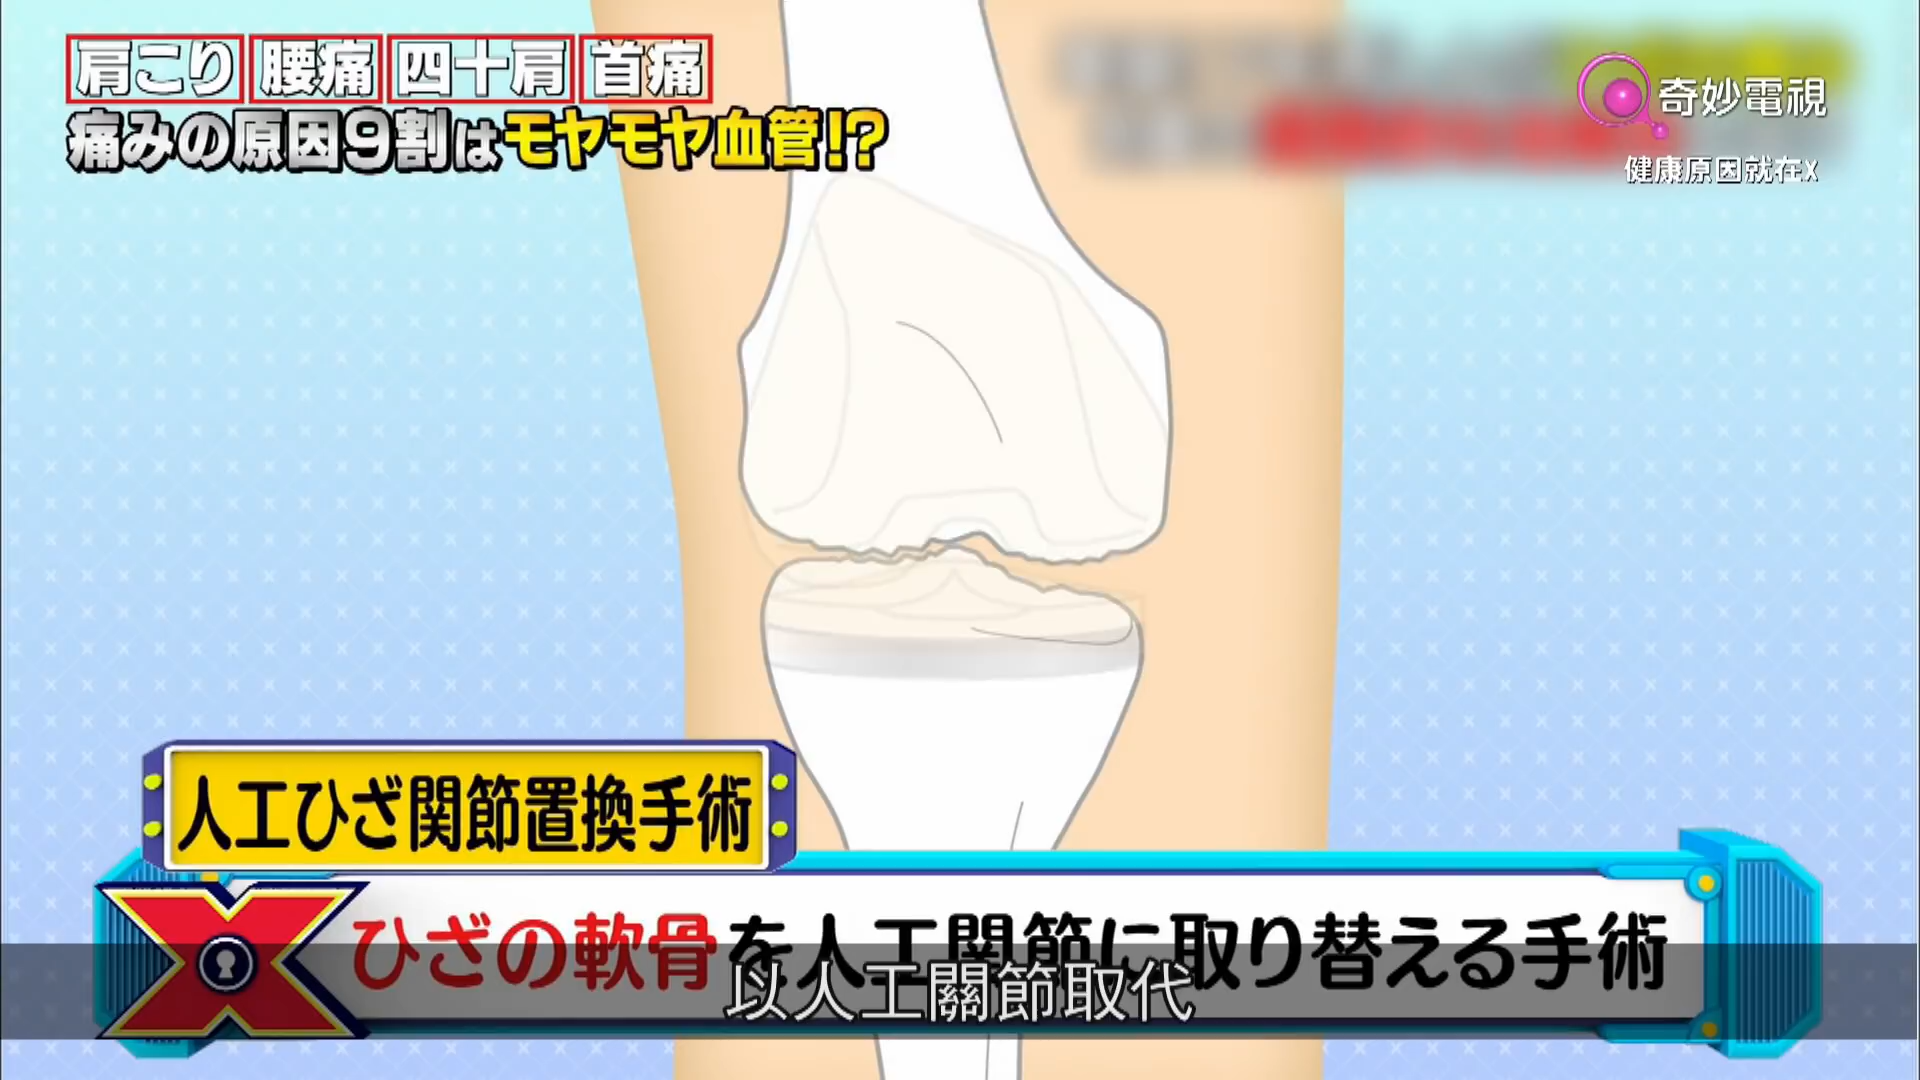 肩こり 腰痛 四十肩 首痛
痛みの原因9割はモヤモヤ血管!?
奇妙電視
健康原因就在X
人工ひざ関節置換手術
ひざの軟骨を人工関節に取り替える手術
以人工關節取代